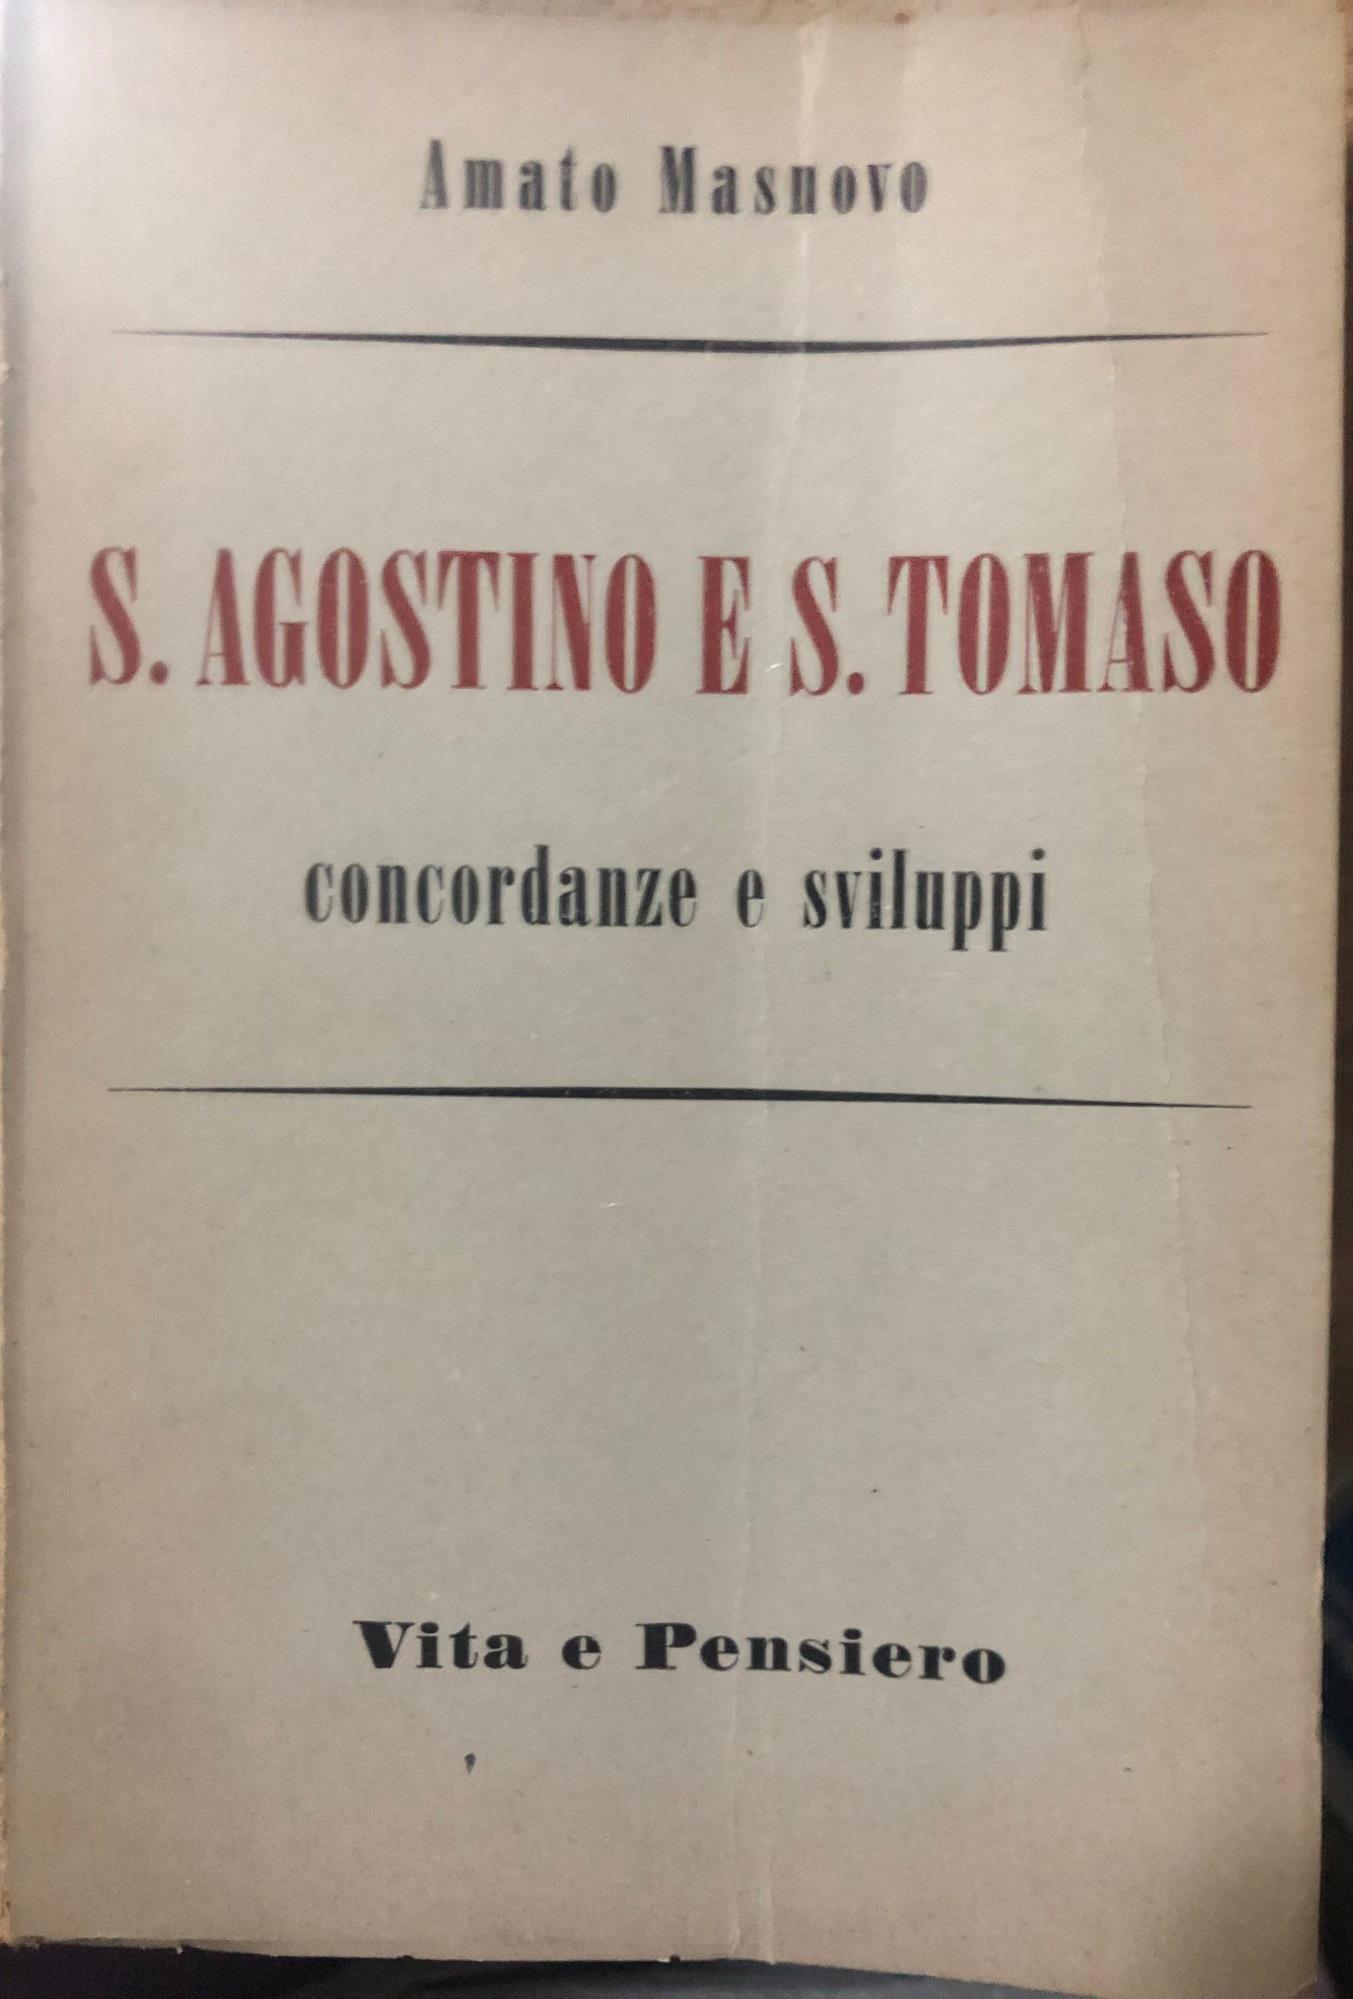 Amato Masnovo
S. AGOSTINO E S. TOMASO
concordanze e sviluppi
Vita e Pensiero